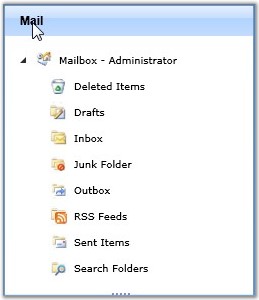 Mail
Mailbox - Administrator
Deleted Items
Drafts
Inbox
Junk Folder
Outbox
RSS Feeds
Sent Items
Search Folders